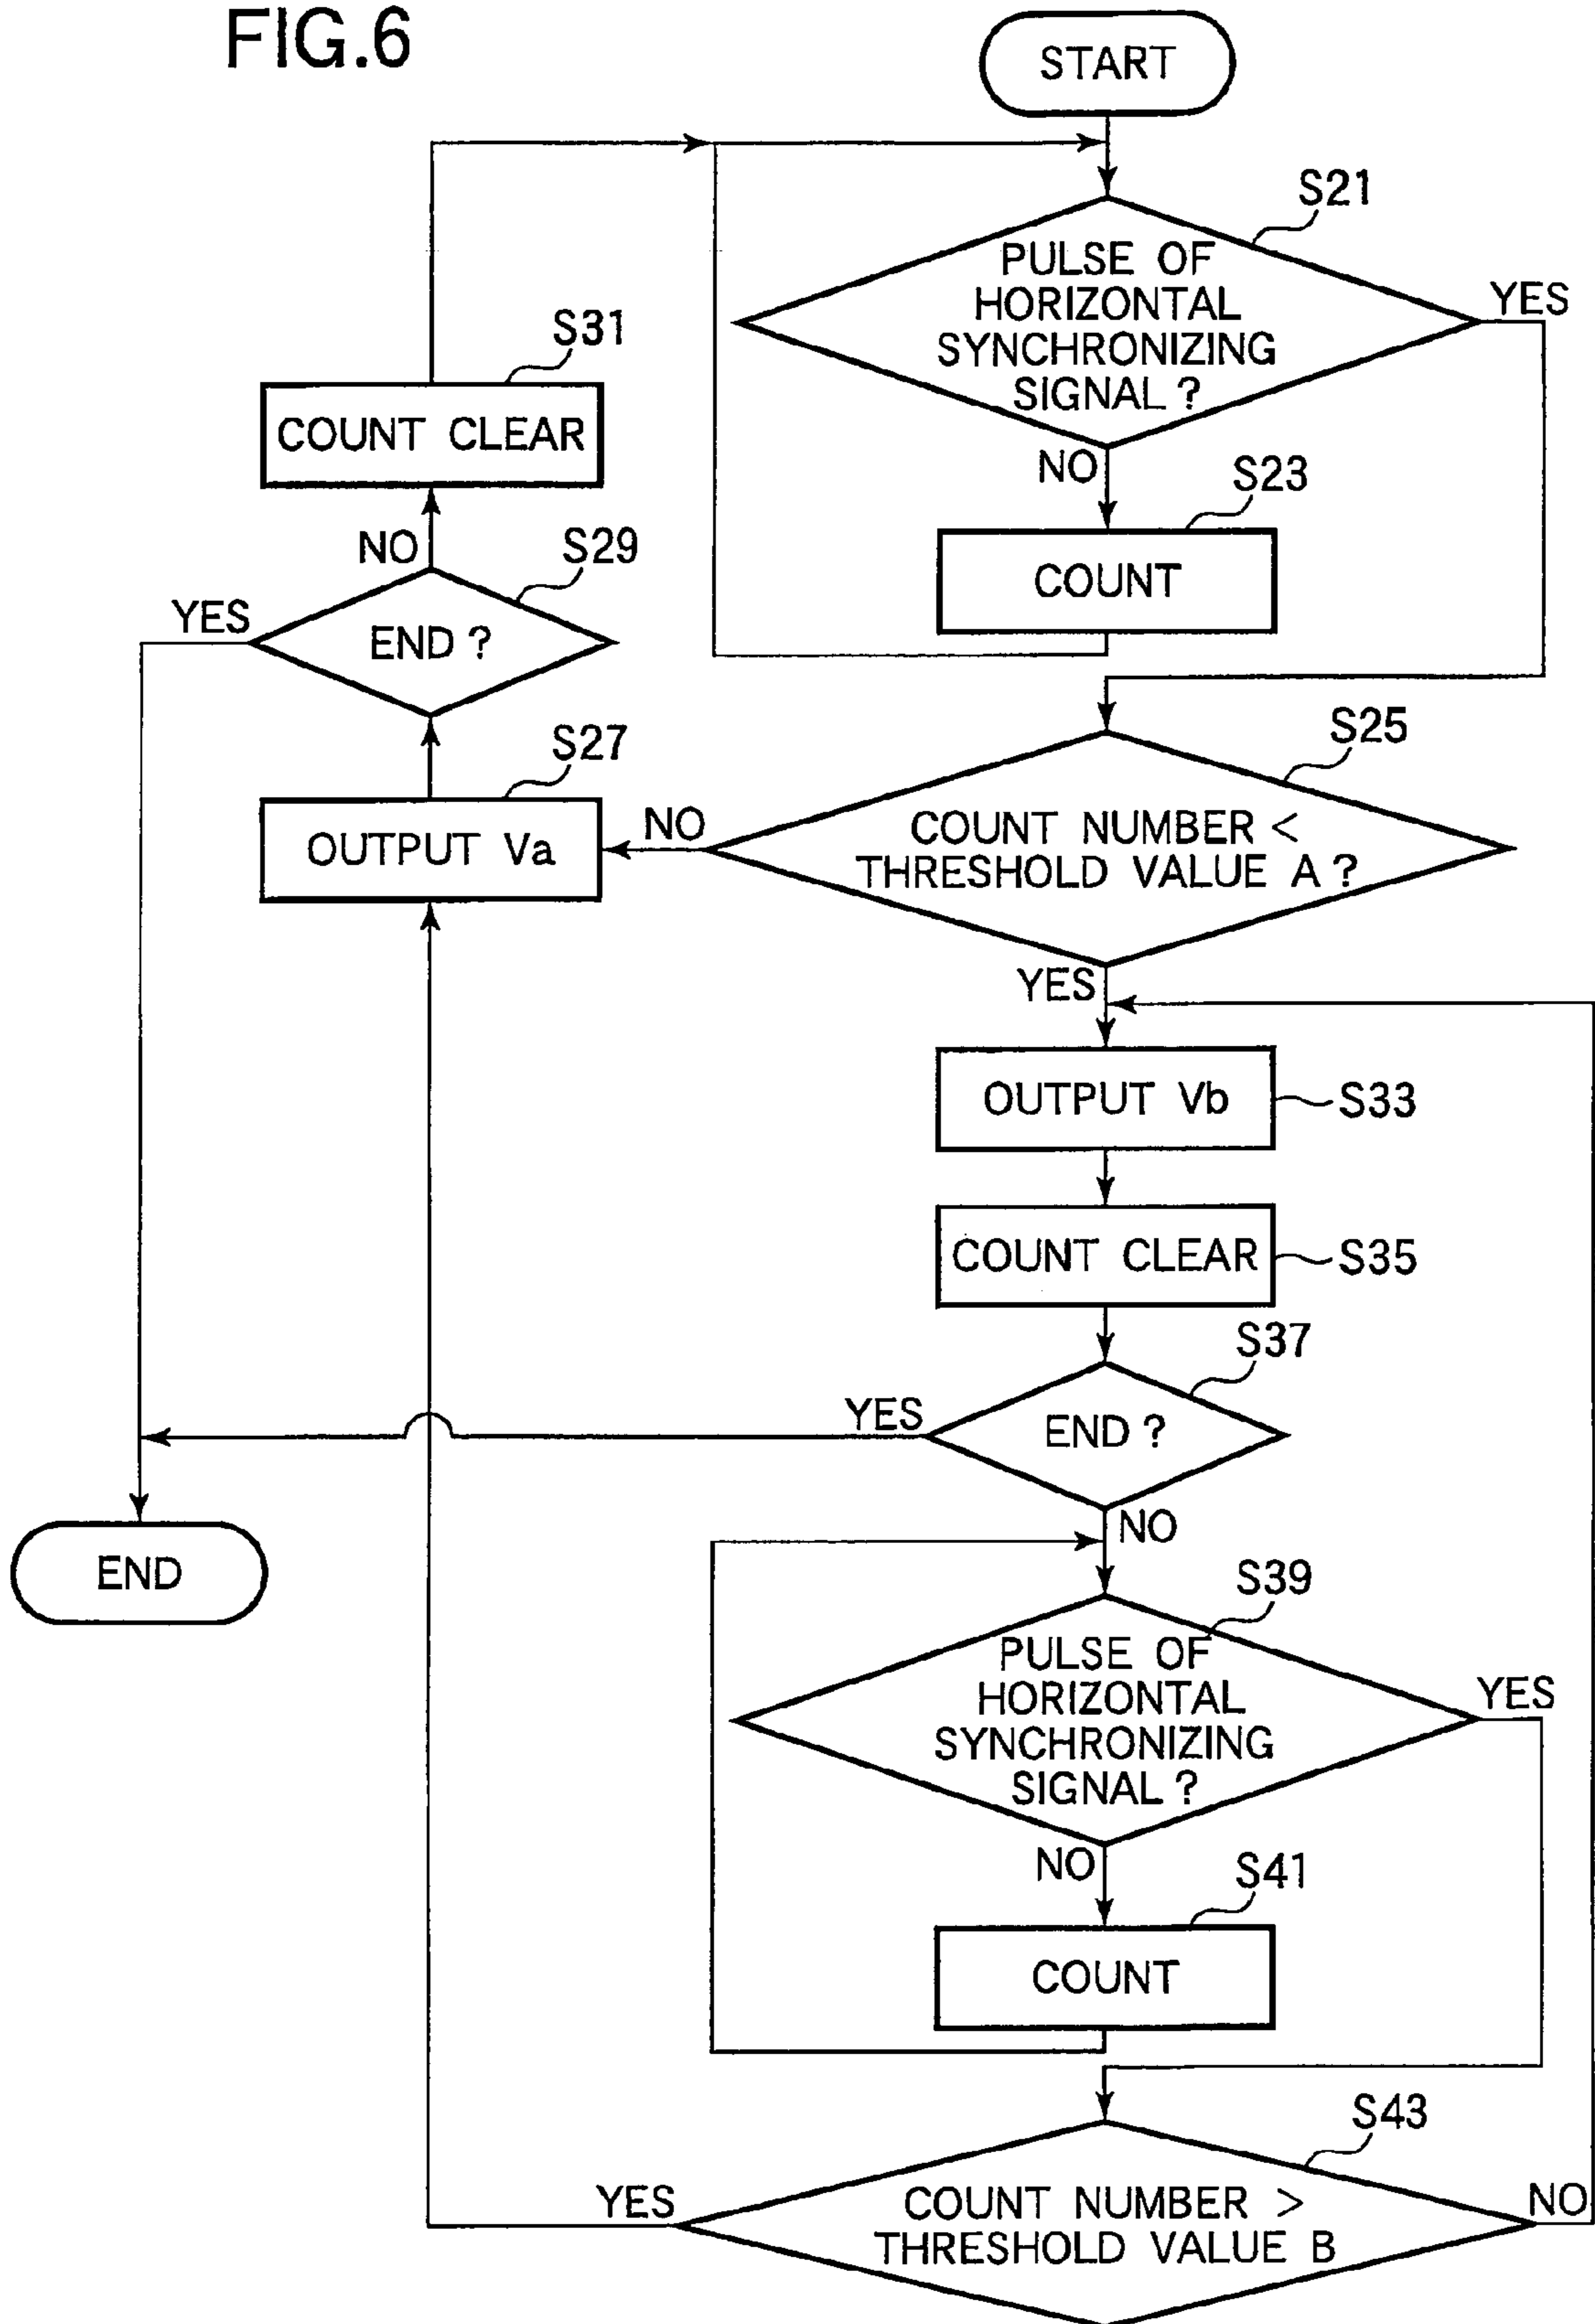 FIG.6
START
S21
PULSE OF
HORIZONTAL
SYNCHRONIZING
SIGNAL ?
YES
NO
S23
COUNT
S31
COUNT CLEAR
NO
S29
YES
END ?
S27
OUTPUT Va
S25
NO
COUNT NUMBER <
THRESHOLD VALUE A ?
YES
OUTPUT Vb
S33
COUNT CLEAR
S35
S37
YES
END ?
NO
END
S39
PULSE OF
HORIZONTAL
SYNCHRONIZING
SIGNAL ?
YES
NO
S41
COUNT
S43
YES
COUNT NUMBER >
THRESHOLD VALUE B
NO